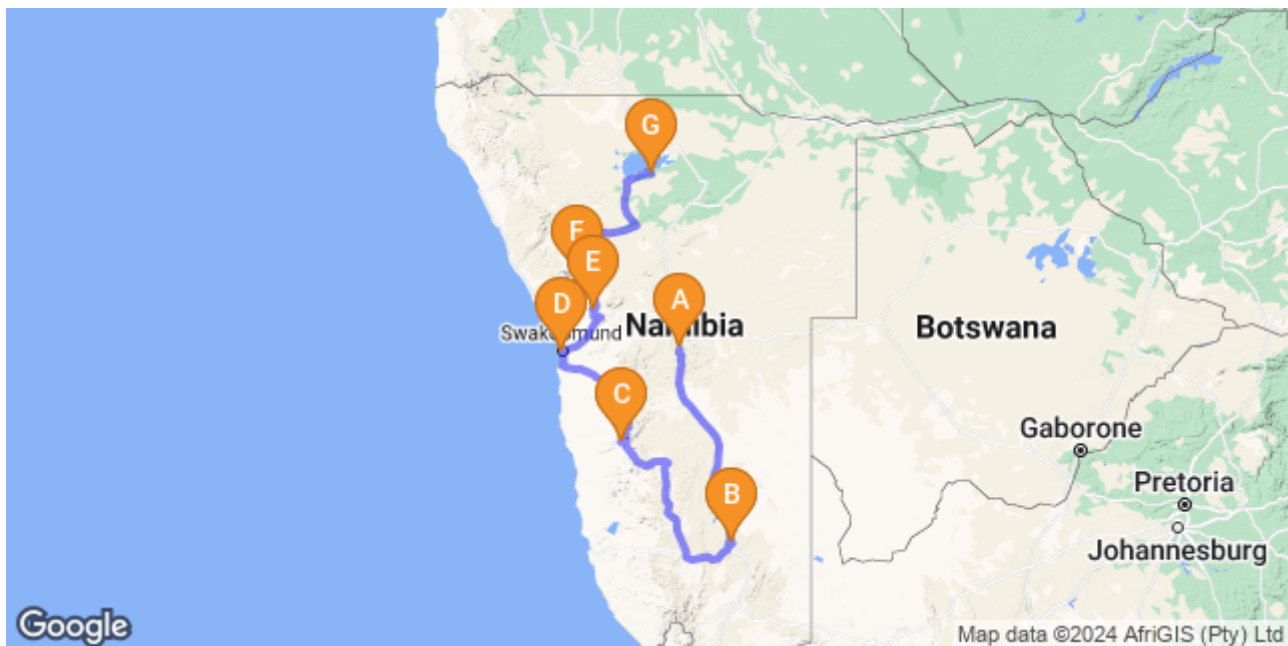 G
F
E
D
A
Swakopmund
Namibia
Botswana
C
Gaborone
B
Pretoria
Johannesburg
Google
Map data ©2024 AfriGIS (Pty) Ltd